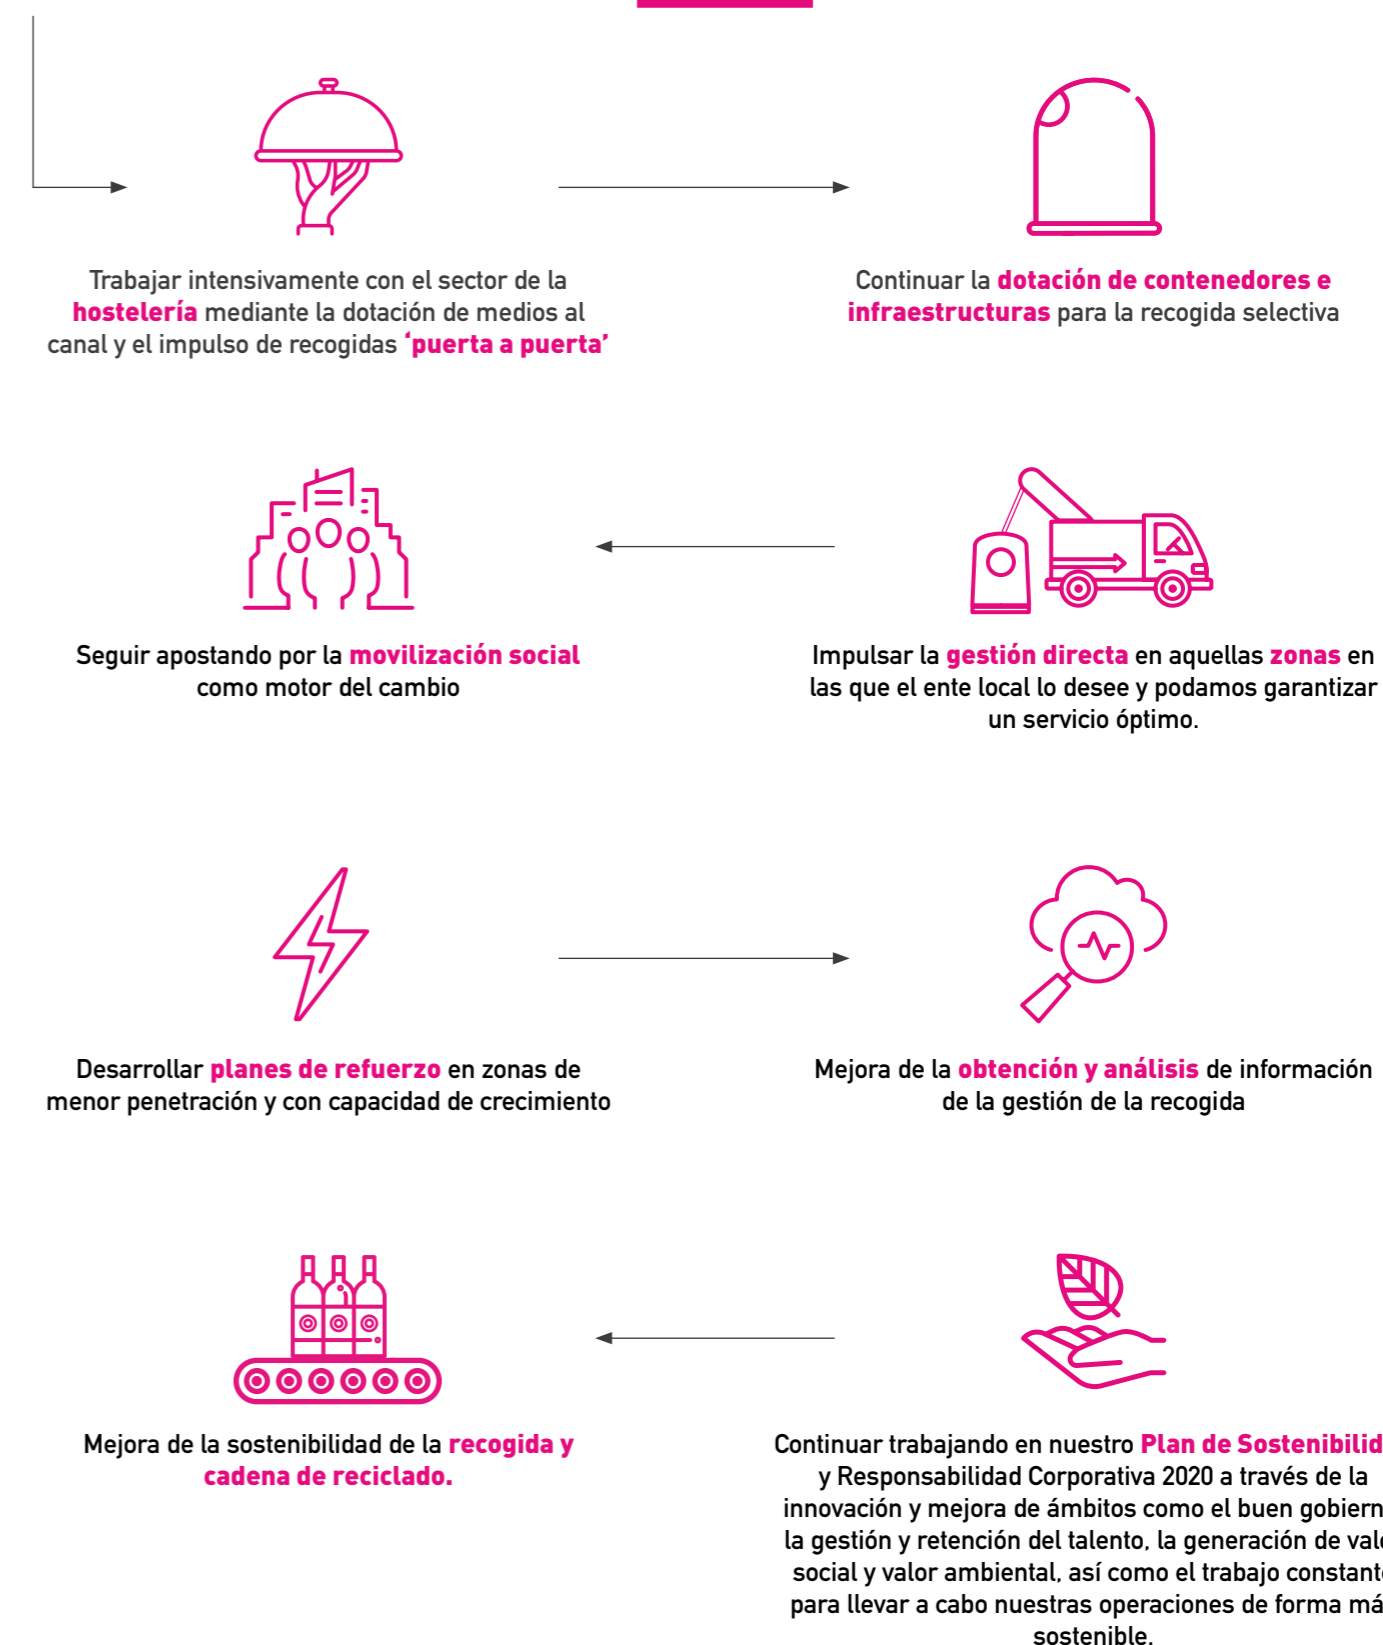 Trabajar intensivamente con el sector de la
hostelería mediante la dotación de medios al
canal y el impulso de recogidas ‘puerta a puerta’
Continuar la dotación de contenedores e
infraestructuras para la recogida selectiva
Seguir apostando por la movilización social
como motor del cambio
Impulsar la gestión directa en aquellas zonas en
las que el ente local lo desee y podamos garantizar
un servicio óptimo.
Desarrollar planes de refuerzo en zonas de
menor penetración y con capacidad de crecimiento
Mejora de la obtención y análisis de información
de la gestión de la recogida
Mejora de la sostenibilidad de la recogida y
cadena de reciclado.
Continuar trabajando en nuestro Plan de Sostenibilid
y Responsabilidad Corporativa 2020 a través de la
innovación y mejora de ámbitos como el buen gobiern
la gestión y retención del talento, la generación de val
social y valor ambiental, así como el trabajo constant
para llevar a cabo nuestras operaciones de forma má
sostenible.